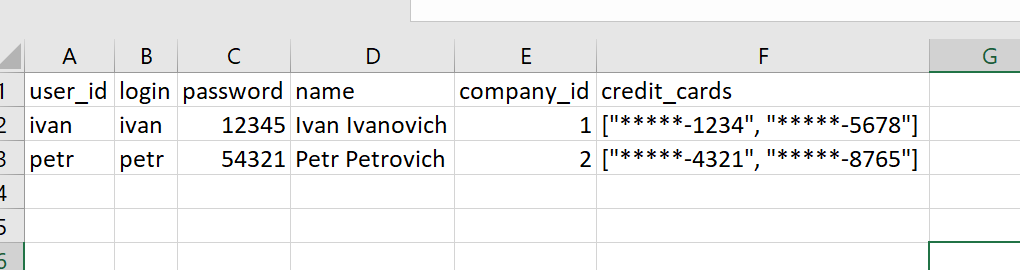 A B C D E F G
1 user_id login password name company_id credit_cards
2 ivan ivan 12345 Ivan Ivanovich 1 ["*****-1234", "*****-5678"]
3 petr petr 54321 Petr Petrovich 2 ["*****-4321", "*****-8765"]
4
5
6